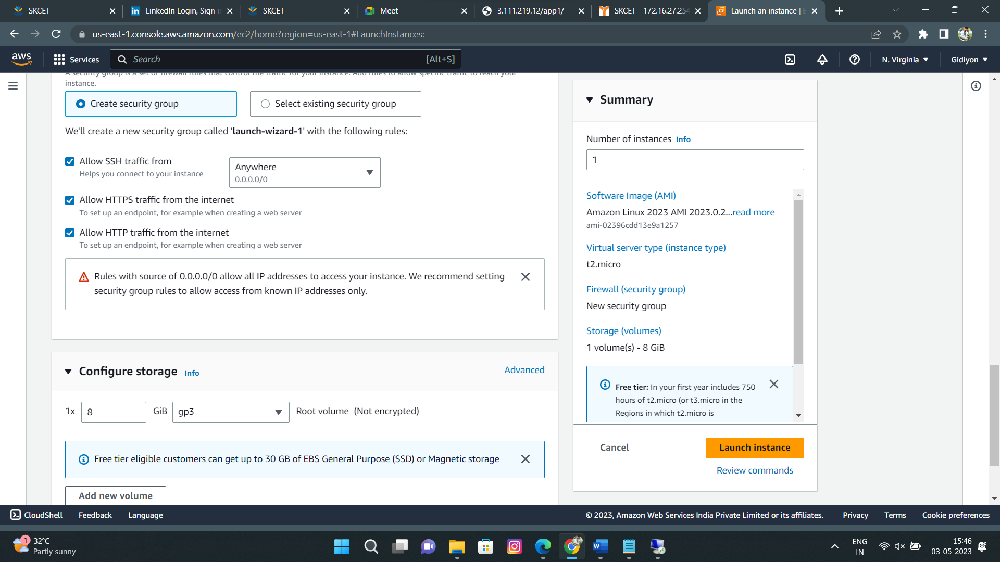 SKCET
LinkedIn Login, Sign in
SKCET
Meet
3.111.219.12/app1/
SKCET - 172.16.27.254
Launch an instance | E
us-east-1.console.aws.amazon.com/ec2/home?region=us-east-1#LaunchInstances:
aws
Services
Search
[Alt+S]
N. Virginia
Gidiyon
A security group is a set of firewall rules that control the traffic for your instance. Add rules to allow specific traffic to reach your
instance.
Create security group
Select existing security group
We'll create a new security group called 'launch-wizard-1' with the following rules:
Allow SSH traffic from
Helps you connect to your instance
Anywhere
0.0.0.0/0
Allow HTTPS traffic from the internet
To set up an endpoint, for example when creating a web server
Allow HTTP traffic from the internet
To set up an endpoint, for example when creating a web server
Rules with source of 0.0.0.0/0 allow all IP addresses to access your instance. We recommend setting
security group rules to allow access from known IP addresses only.
Configure storage Info
Advanced
1x
8
GiB
gp3
Root volume (Not encrypted)
Free tier eligible customers can get up to 30 GB of EBS General Purpose (SSD) or Magnetic storage
Add new volume
Summary
Number of instances Info
1
Software Image (AMI)
Amazon Linux 2023 AMI 2023.0.2...read more
ami-02396cdd13e9a1257
Virtual server type (instance type)
t2.micro
Firewall (security group)
New security group
Storage (volumes)
1 volume(s) - 8 GiB
Free tier: In your first year includes 750
hours of t2.micro (or t3.micro in the
Regions in which t2.micro is
Cancel
Launch instance
Review commands
CloudShell
Feedback
Language
© 2023, Amazon Web Services India Private Limited or its affiliates.
Privacy
Terms
Cookie preferences
1
32°C
Partly sunny
ENG
IN
15:46
03-05-2023